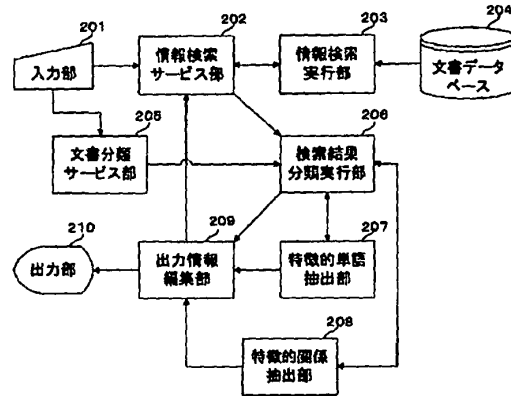 201
入力部
202
情報検索
サービス部
203
情報検索
実行部
204
文書データ
ベース
205
文書分類
サービス部
206
検索結果
分類実行部
210
出力部
209
出力情報
編集部
207
特徴的単語
抽出部
208
特徴的関係
抽出部